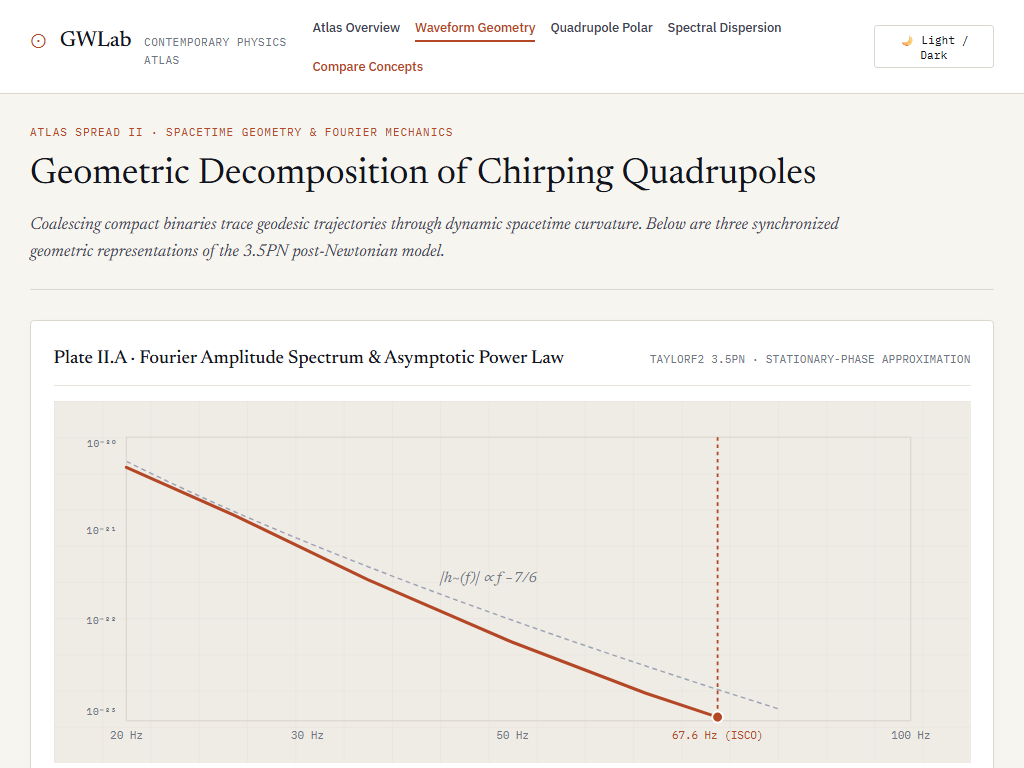 GWLab
CONTEMPORARY PHYSICS
ATLAS
Atlas Overview
Waveform Geometry
Quadrupole Polar
Spectral Dispersion
Compare Concepts
🌙 Light /
Dark
ATLAS SPREAD II · SPACETIME GEOMETRY & FOURIER MECHANICS
Geometric Decomposition of Chirping Quadrupoles
Coalescing compact binaries trace geodesic trajectories through dynamic spacetime curvature. Below are three synchronized
geometric representations of the 3.5PN post-Newtonian model.
Plate II.A · Fourier Amplitude Spectrum & Asymptotic Power Law
TAYLORF2 3.5PN · STATIONARY-PHASE APPROXIMATION
10⁻²⁰
10⁻²¹
10⁻²²
10⁻²³
|h~(f)| ∝ f −7/6
20 Hz
30 Hz
50 Hz
67.6 Hz (ISCO)
100 Hz